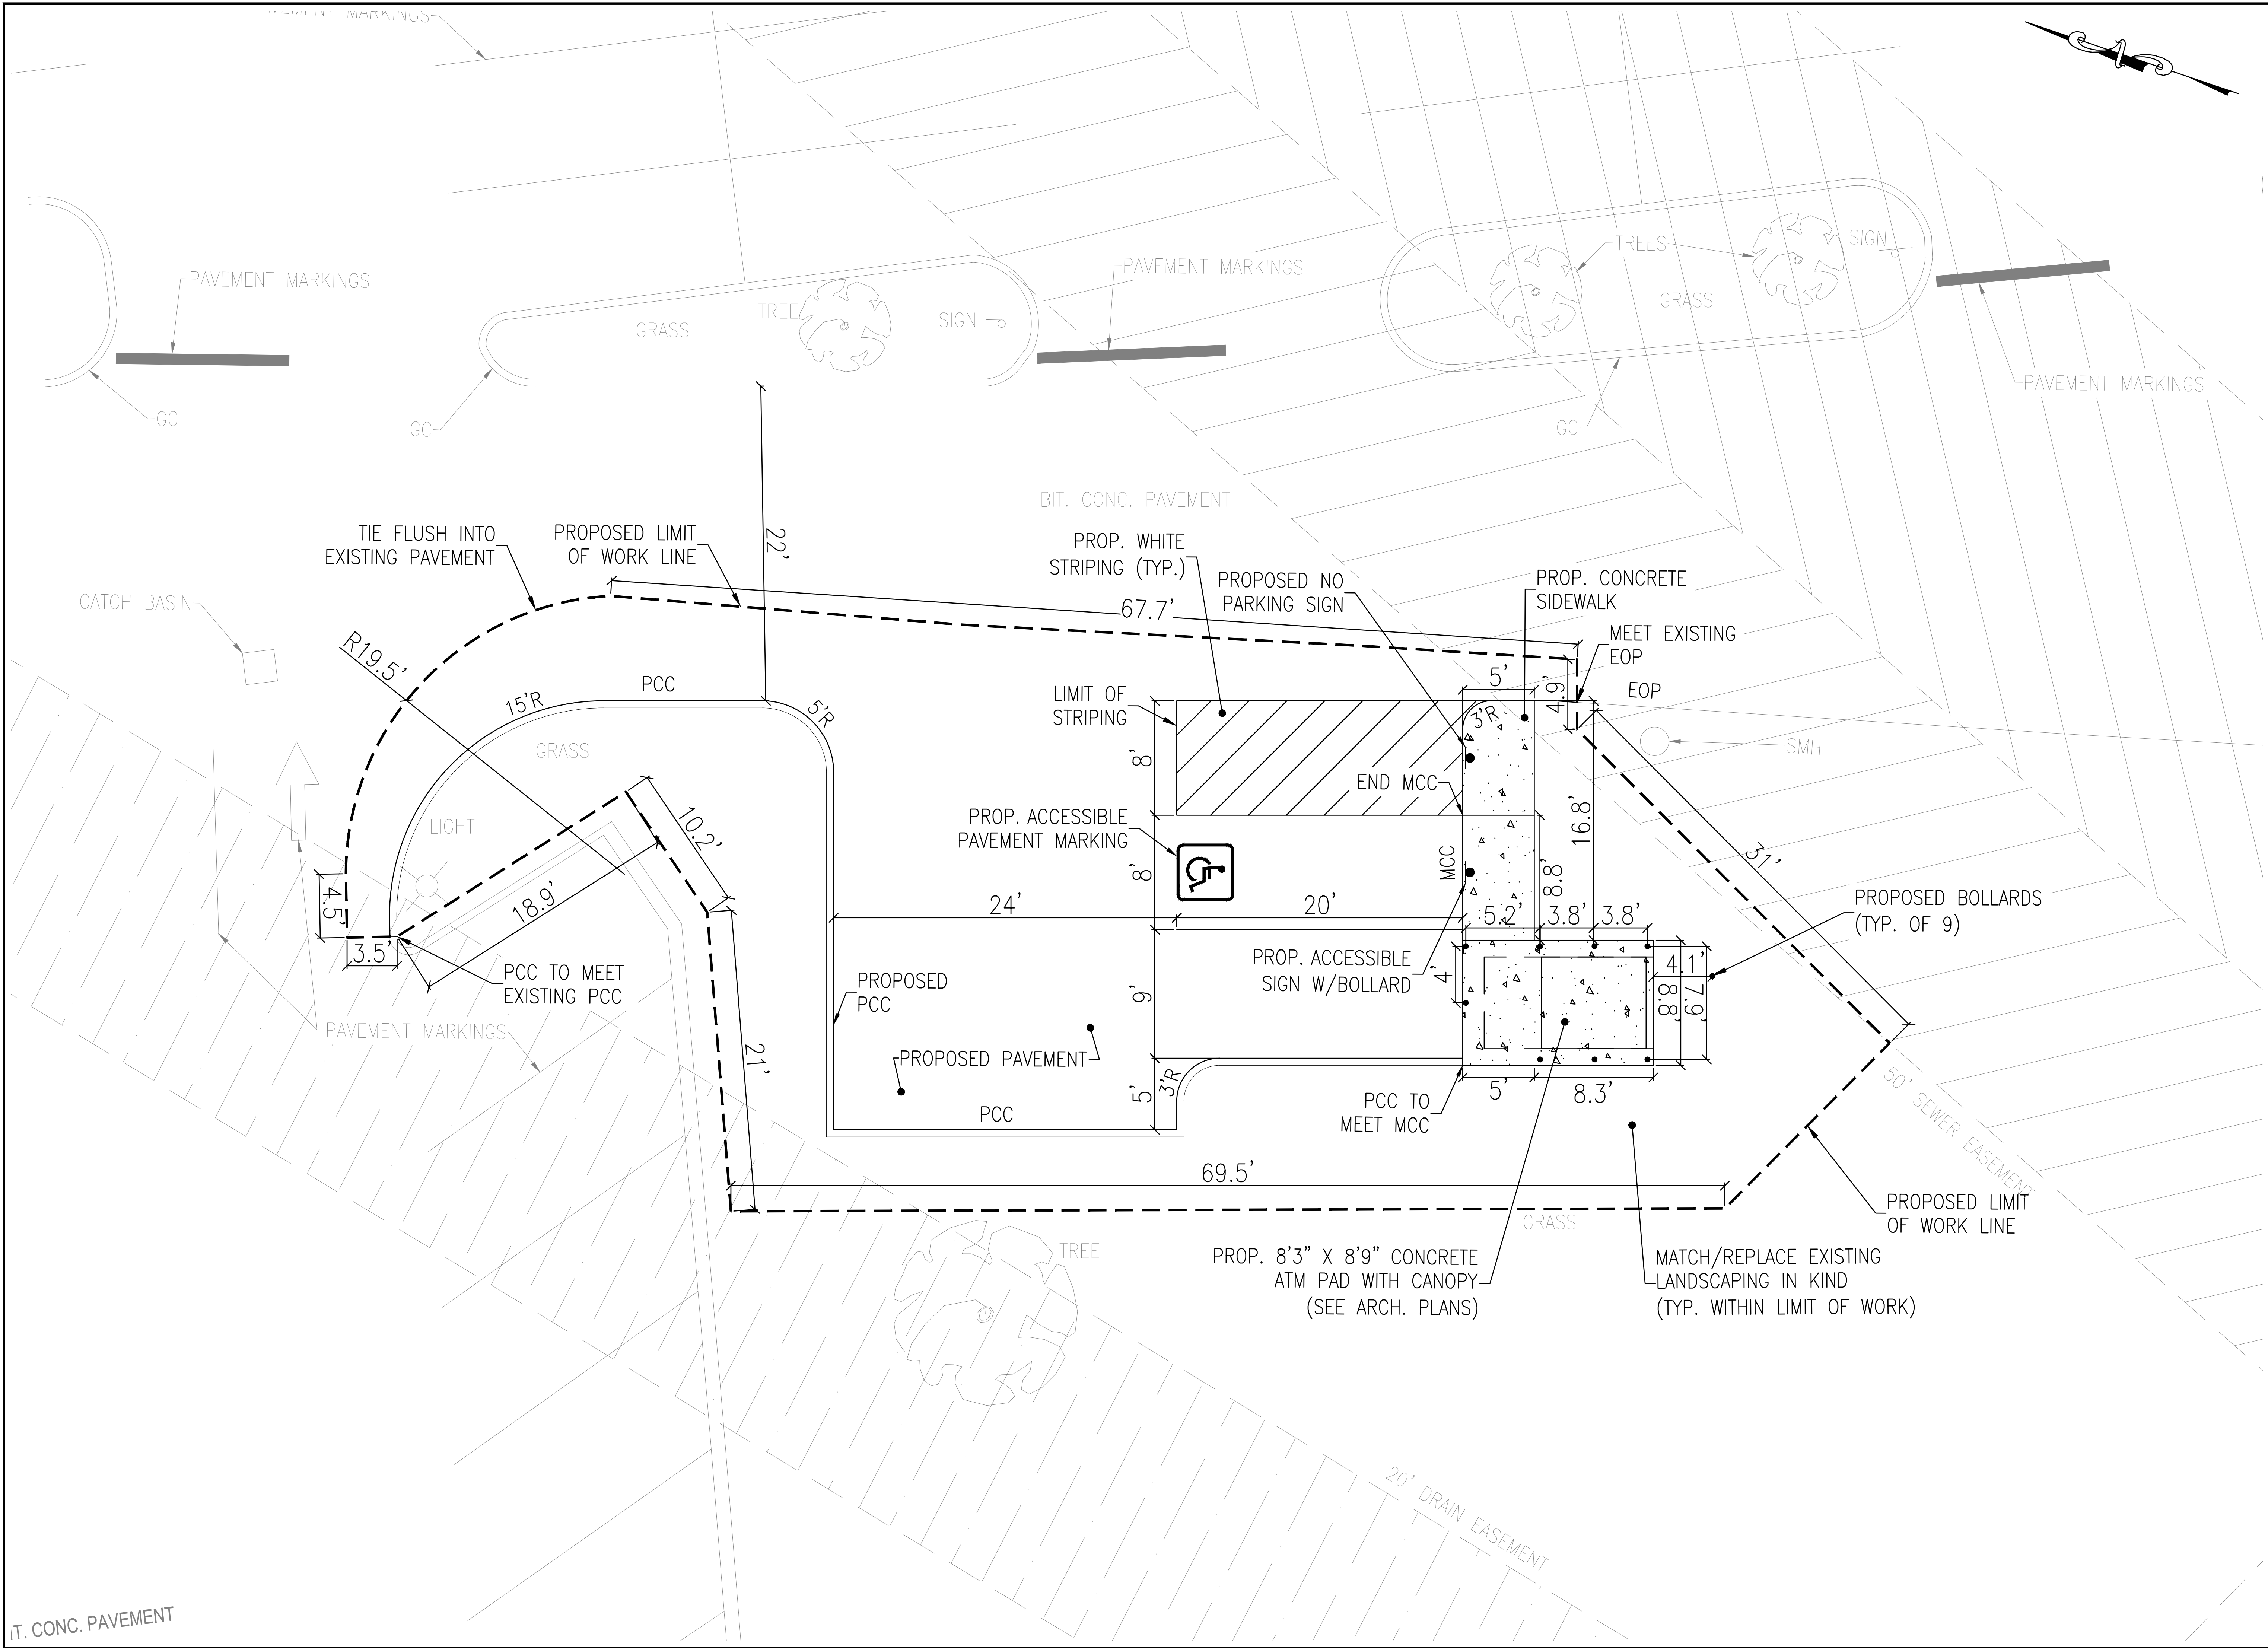 PAVEMENT MARKINGS
N
PAVEMENT MARKINGS
GC
GC
GRASS
TREE
SIGN
PAVEMENT MARKINGS
TREES
SIGN
GRASS
GC
PAVEMENT MARKINGS
BIT. CONC. PAVEMENT
TIE FLUSH INTO
EXISTING PAVEMENT
PROPOSED LIMIT
OF WORK LINE
22'
PROP. WHITE
STRIPING (TYP.)
PROPOSED NO
PARKING SIGN
PROP. CONCRETE
SIDEWALK
MEET EXISTING
EOP
EOP
CATCH BASIN
67.7'
R19.5'
15'R
PCC
5'R
LIMIT OF
STRIPING
5'
4.9'
3'R
SMH
GRASS
8'
END MCC
LIGHT
10.2'
PROP. ACCESSIBLE
PAVEMENT MARKING
8'
MCC
16.8'
8.8'
31'
4.5'
18.9'
24'
20'
5.2'
3.8'
3.8'
PROPOSED BOLLARDS
(TYP. OF 9)
3.5'
PCC TO MEET
EXISTING PCC
PROPOSED
PCC
9'
PROP. ACCESSIBLE
SIGN W/BOLLARD
4'
4.1'
8.8'
7.9'
PAVEMENT MARKINGS
21'
PROPOSED PAVEMENT
PCC
5'
3'R
PCC TO
MEET MCC
5'
8.3'
50' SEWER EASEMENT
69.5'
PROPOSED LIMIT
OF WORK LINE
GRASS
TREE
PROP. 8'3" X 8'9" CONCRETE
ATM PAD WITH CANOPY
(SEE ARCH. PLANS)
MATCH/REPLACE EXISTING
LANDSCAPING IN KIND
(TYP. WITHIN LIMIT OF WORK)
20' DRAIN EASEMENT
IT. CONC. PAVEMENT